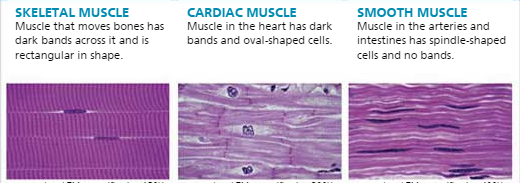 SKELETAL MUSCLE
Muscle that moves bones has
dark bands across it and is
rectangular in shape.
CARDIAC MUSCLE
Muscle in the heart has dark
bands and oval-shaped cells.
SMOOTH MUSCLE
Muscle in the arteries and
intestines has spindle-shaped
cells and no bands.